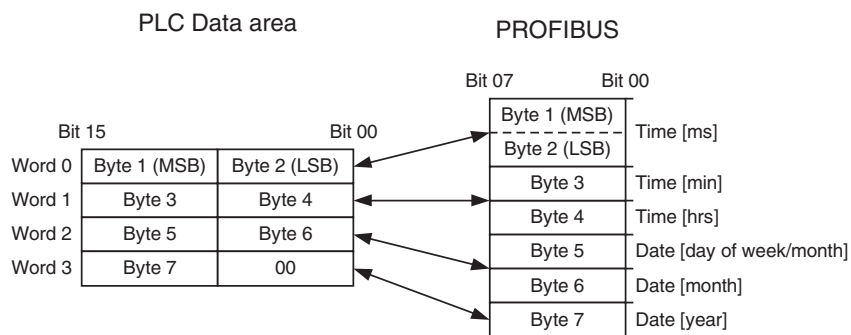 PLC Data area
PROFIBUS
Bit 07 Bit 00
Bit 15 Bit 00
Word 0 Byte 1 (MSB) Byte 2 (LSB)
Word 1 Byte 3 Byte 4
Word 2 Byte 5 Byte 6
Word 3 Byte 7 00
Byte 1 (MSB)
Byte 2 (LSB)
Time [ms]
Byte 3 Time [min]
Byte 4 Time [hrs]
Byte 5 Date [day of week/month]
Byte 6 Date [month]
Byte 7 Date [year]